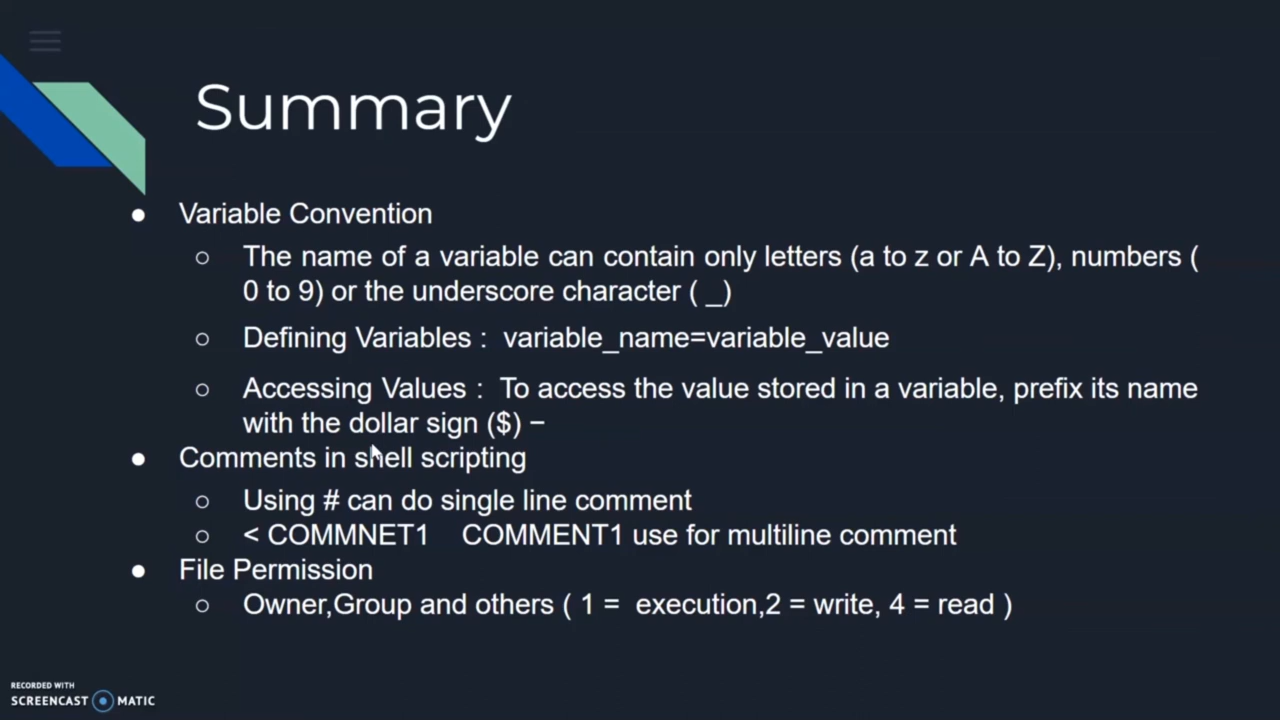 Summary
● Variable Convention
○ The name of a variable can contain only letters (a to z or A to Z), numbers (
0 to 9) or the underscore character ( _)
○ Defining Variables : variable_name=variable_value
○ Accessing Values : To access the value stored in a variable, prefix its name
with the dollar sign ($) −
● Comments in shell scripting
○ Using # can do single line comment
○ < COMMNET1 COMMENT1 use for multiline comment
● File Permission
○ Owner,Group and others ( 1 = execution,2 = write, 4 = read )
RECORDED WITH
SCREENCAST MATIC